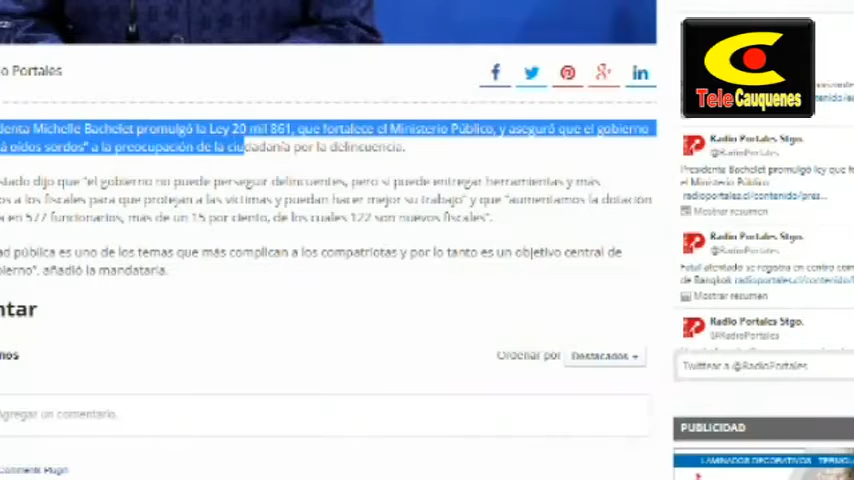 o Portales
denta Michelle Bachelet promulgó la Ley 20 mil 861, que fortalece el Ministerio Público, y aseguró que el gobierno
á oídos sordos" a la preocupación de la ciudadanía por la delincuencia.
stado dijo que "el gobierno no puede perseguir delincuentes, pero si puede entregar herramientas y más
os a los fiscales para que protejan a las víctimas y puedan hacer mejor su trabajo" y que "aumentamos la dotación
a en 577 funcionarios, más de un 15 por ciento, de los cuales 122 son nuevos fiscales".
ad pública es uno de los temas que más complican a los compatriotas y por lo tanto es un objetivo central de
bierno", añadió la mandataria.
ntar
nos
Ordenar por Destacados
Agregar un comentario.
Comments Plugin
Tele Cauquenes
Radio Portales Stgo.
@RadioPortales
Presidente Bachelet promulgó ley que f
el Ministerio Público
radioportales.cl/contenido/pres...
Mostrar resumen
Radio Portales Stgo.
@RadioPortales
Fatal atentado se registra en centro com
de Bangkok radioportales.cl/contenido/
Mostrar resumen
Radio Portales Stgo.
@RadioPortales
Twittear a @RadioPortales
PUBLICIDAD
LAMINADOS DECORATIVOS